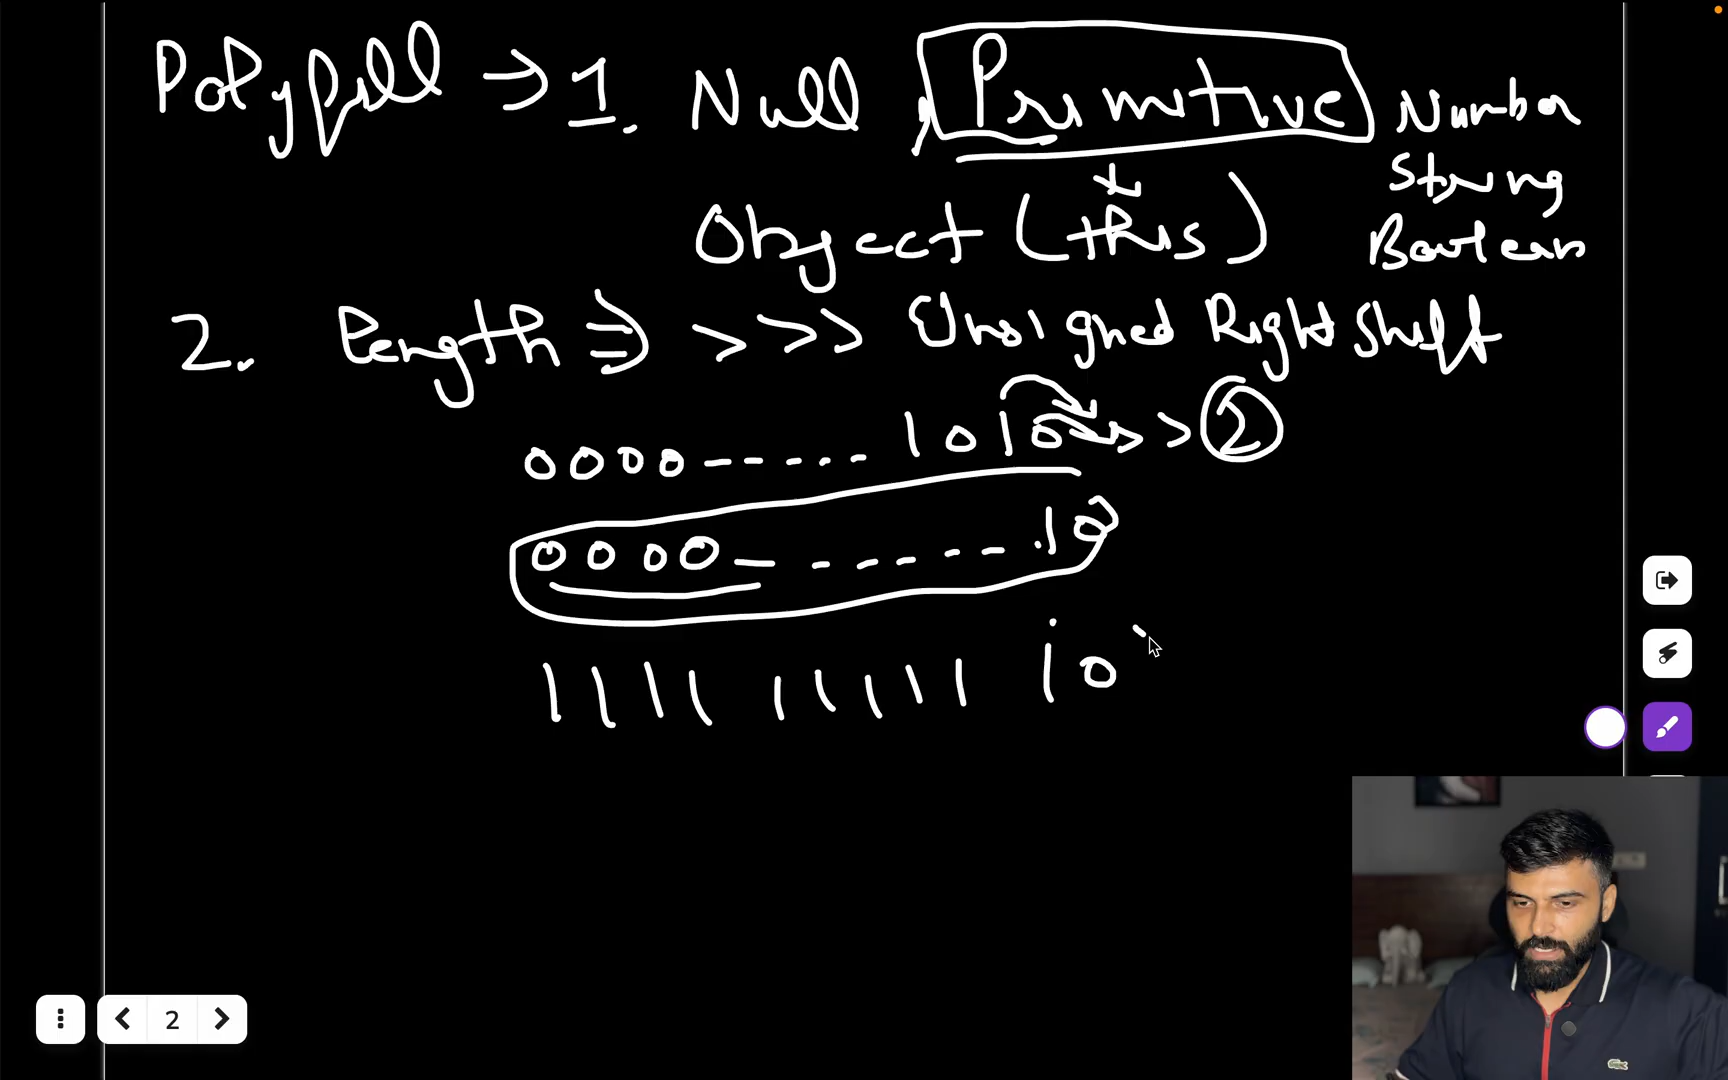 Polyfill → 1. Null, Primitive Number
String
Object (this) Boolean
2. length ⇒ >>> Unsigned Right Shift
0000-----1010 >> 2
0000-------10
1111 11111 10
2